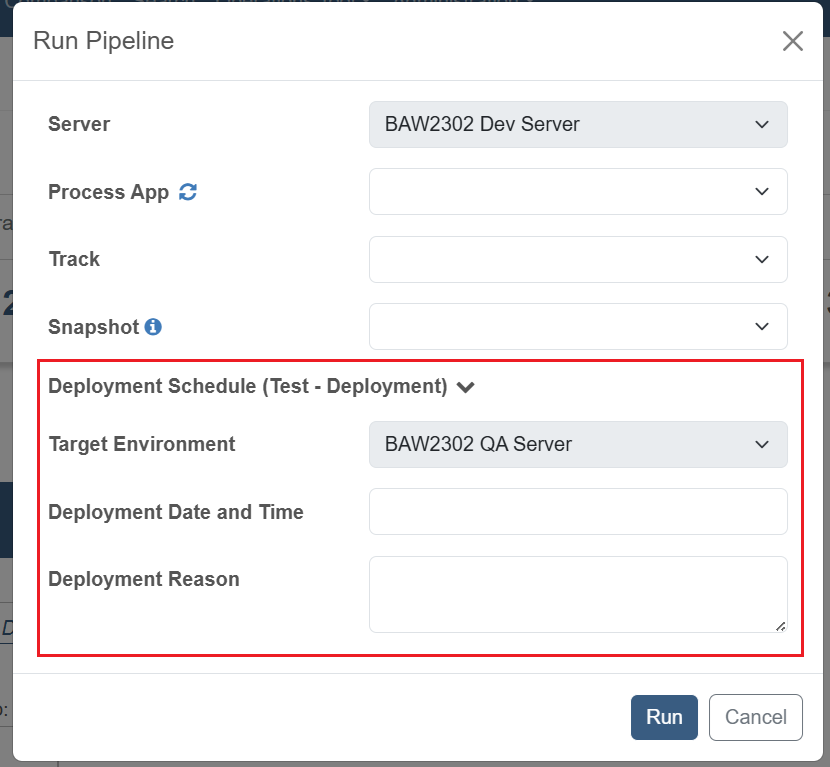 Run Pipeline
Server
BAW2302 Dev Server
Process App
Track
Snapshot
Deployment Schedule (Test - Deployment)
Target Environment
BAW2302 QA Server
Deployment Date and Time
Deployment Reason
Run
Cancel